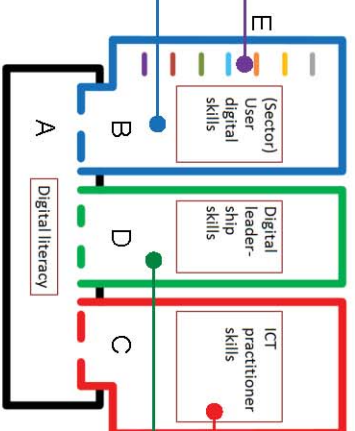 E
B
(Sector)
User
digital
skills
A
Digital literacy
D
Digital
leader-
ship
skills
C
ICT
practitioner
skills